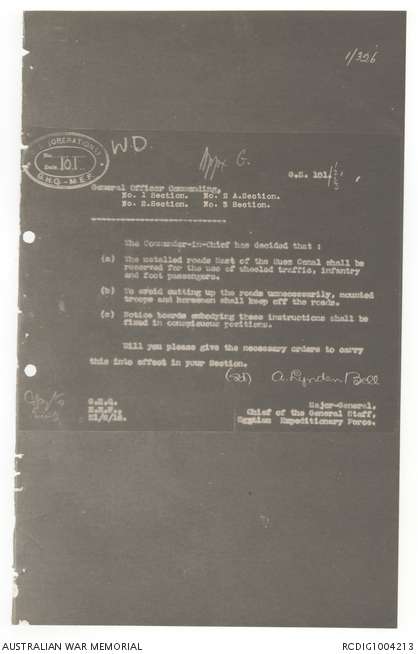 1/326
W.D.
(OPERATIONS)
No. 101
Date
G.H.Q.-M.E.F.
Appx G.
G.S. 101/
General Officer Commanding,
No. 1 Section. No. 2 A.Section.
No. 2.Section. No. 3 Section.
The Commander-in-Chief has decided that :
(a) The metalled roads East of the Suez Canal shall be
reserved for the use of wheeled traffic, infantry
and foot passengers.
(b) To avoid cutting up the roads unnecessarily, mounted
troops and horsemen shall keep off the roads.
(c) Notice boards embodying these instructions shall be
fixed in conspicuous positions.
Will you please give the necessary orders to carry
this into effect in your Section.
(Sd) A. Lynden Bell
G.H.Q.
E.E.F.,
Major-General,
Chief of the General Staff,
Egyptian Expeditionary Force.
AUSTRALIAN WAR MEMORIAL
RCDIG1004213